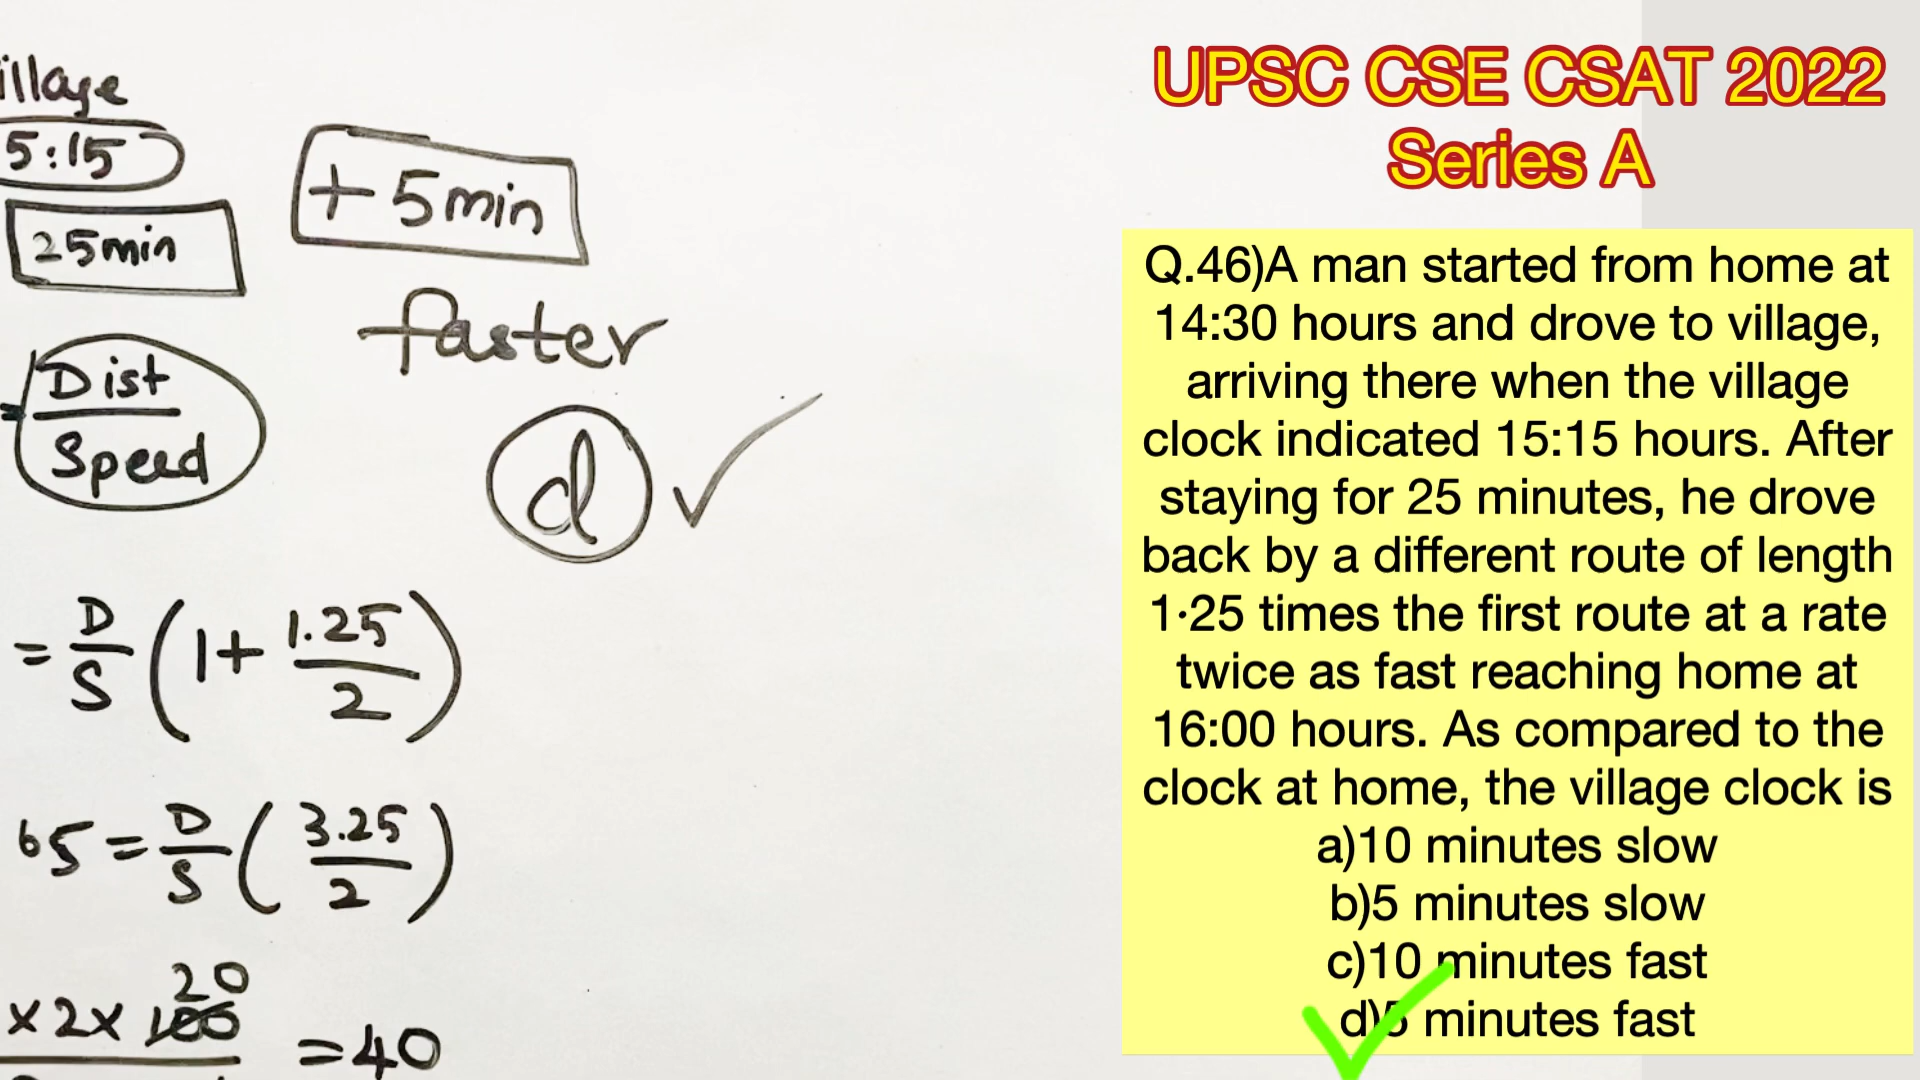 illage
5:15
25min
+ 5min
faster
= Dist
Speed
d ✓
= D/S (1 + 1.25/2)
65 = D/S (3.25/2)
20
x 2 x 100 = 40
UPSC CSE CSAT 2022
Series A
Q.46)A man started from home at
14:30 hours and drove to village,
arriving there when the village
clock indicated 15:15 hours. After
staying for 25 minutes, he drove
back by a different route of length
1·25 times the first route at a rate
twice as fast reaching home at
16:00 hours. As compared to the
clock at home, the village clock is
a)10 minutes slow
b)5 minutes slow
c)10 minutes fast
d)5 minutes fast